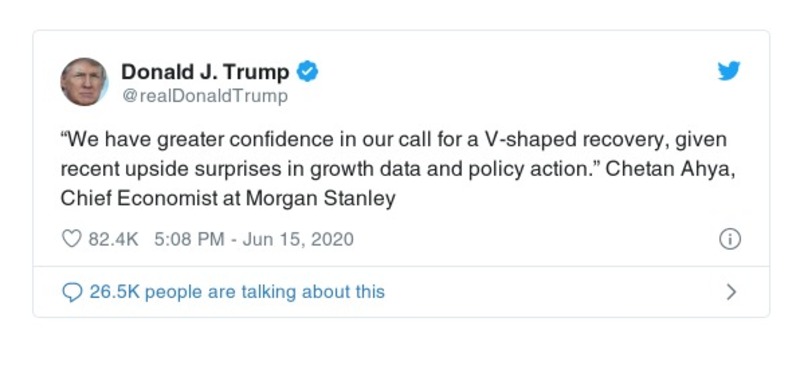 Donald J. Trump
@realDonaldTrump
“We have greater confidence in our call for a V-shaped recovery, given
recent upside surprises in growth data and policy action.” Chetan Ahya,
Chief Economist at Morgan Stanley
82.4K 5:08 PM - Jun 15, 2020
26.5K people are talking about this